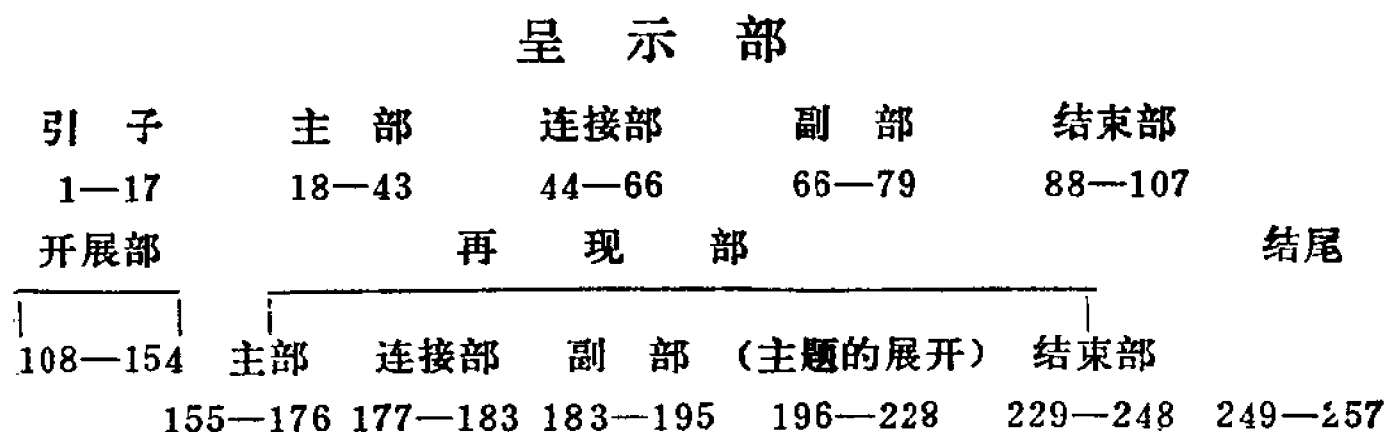 呈示部
引子 主部 连接部 副部 结束部
1—17 18—43 44—66 66—79 88—107
开展部 再现部 结尾
108—154 主部 连接部 副部 (主题的展开) 结束部
155—176 177—183 183—195 196—228 229—248 249—257